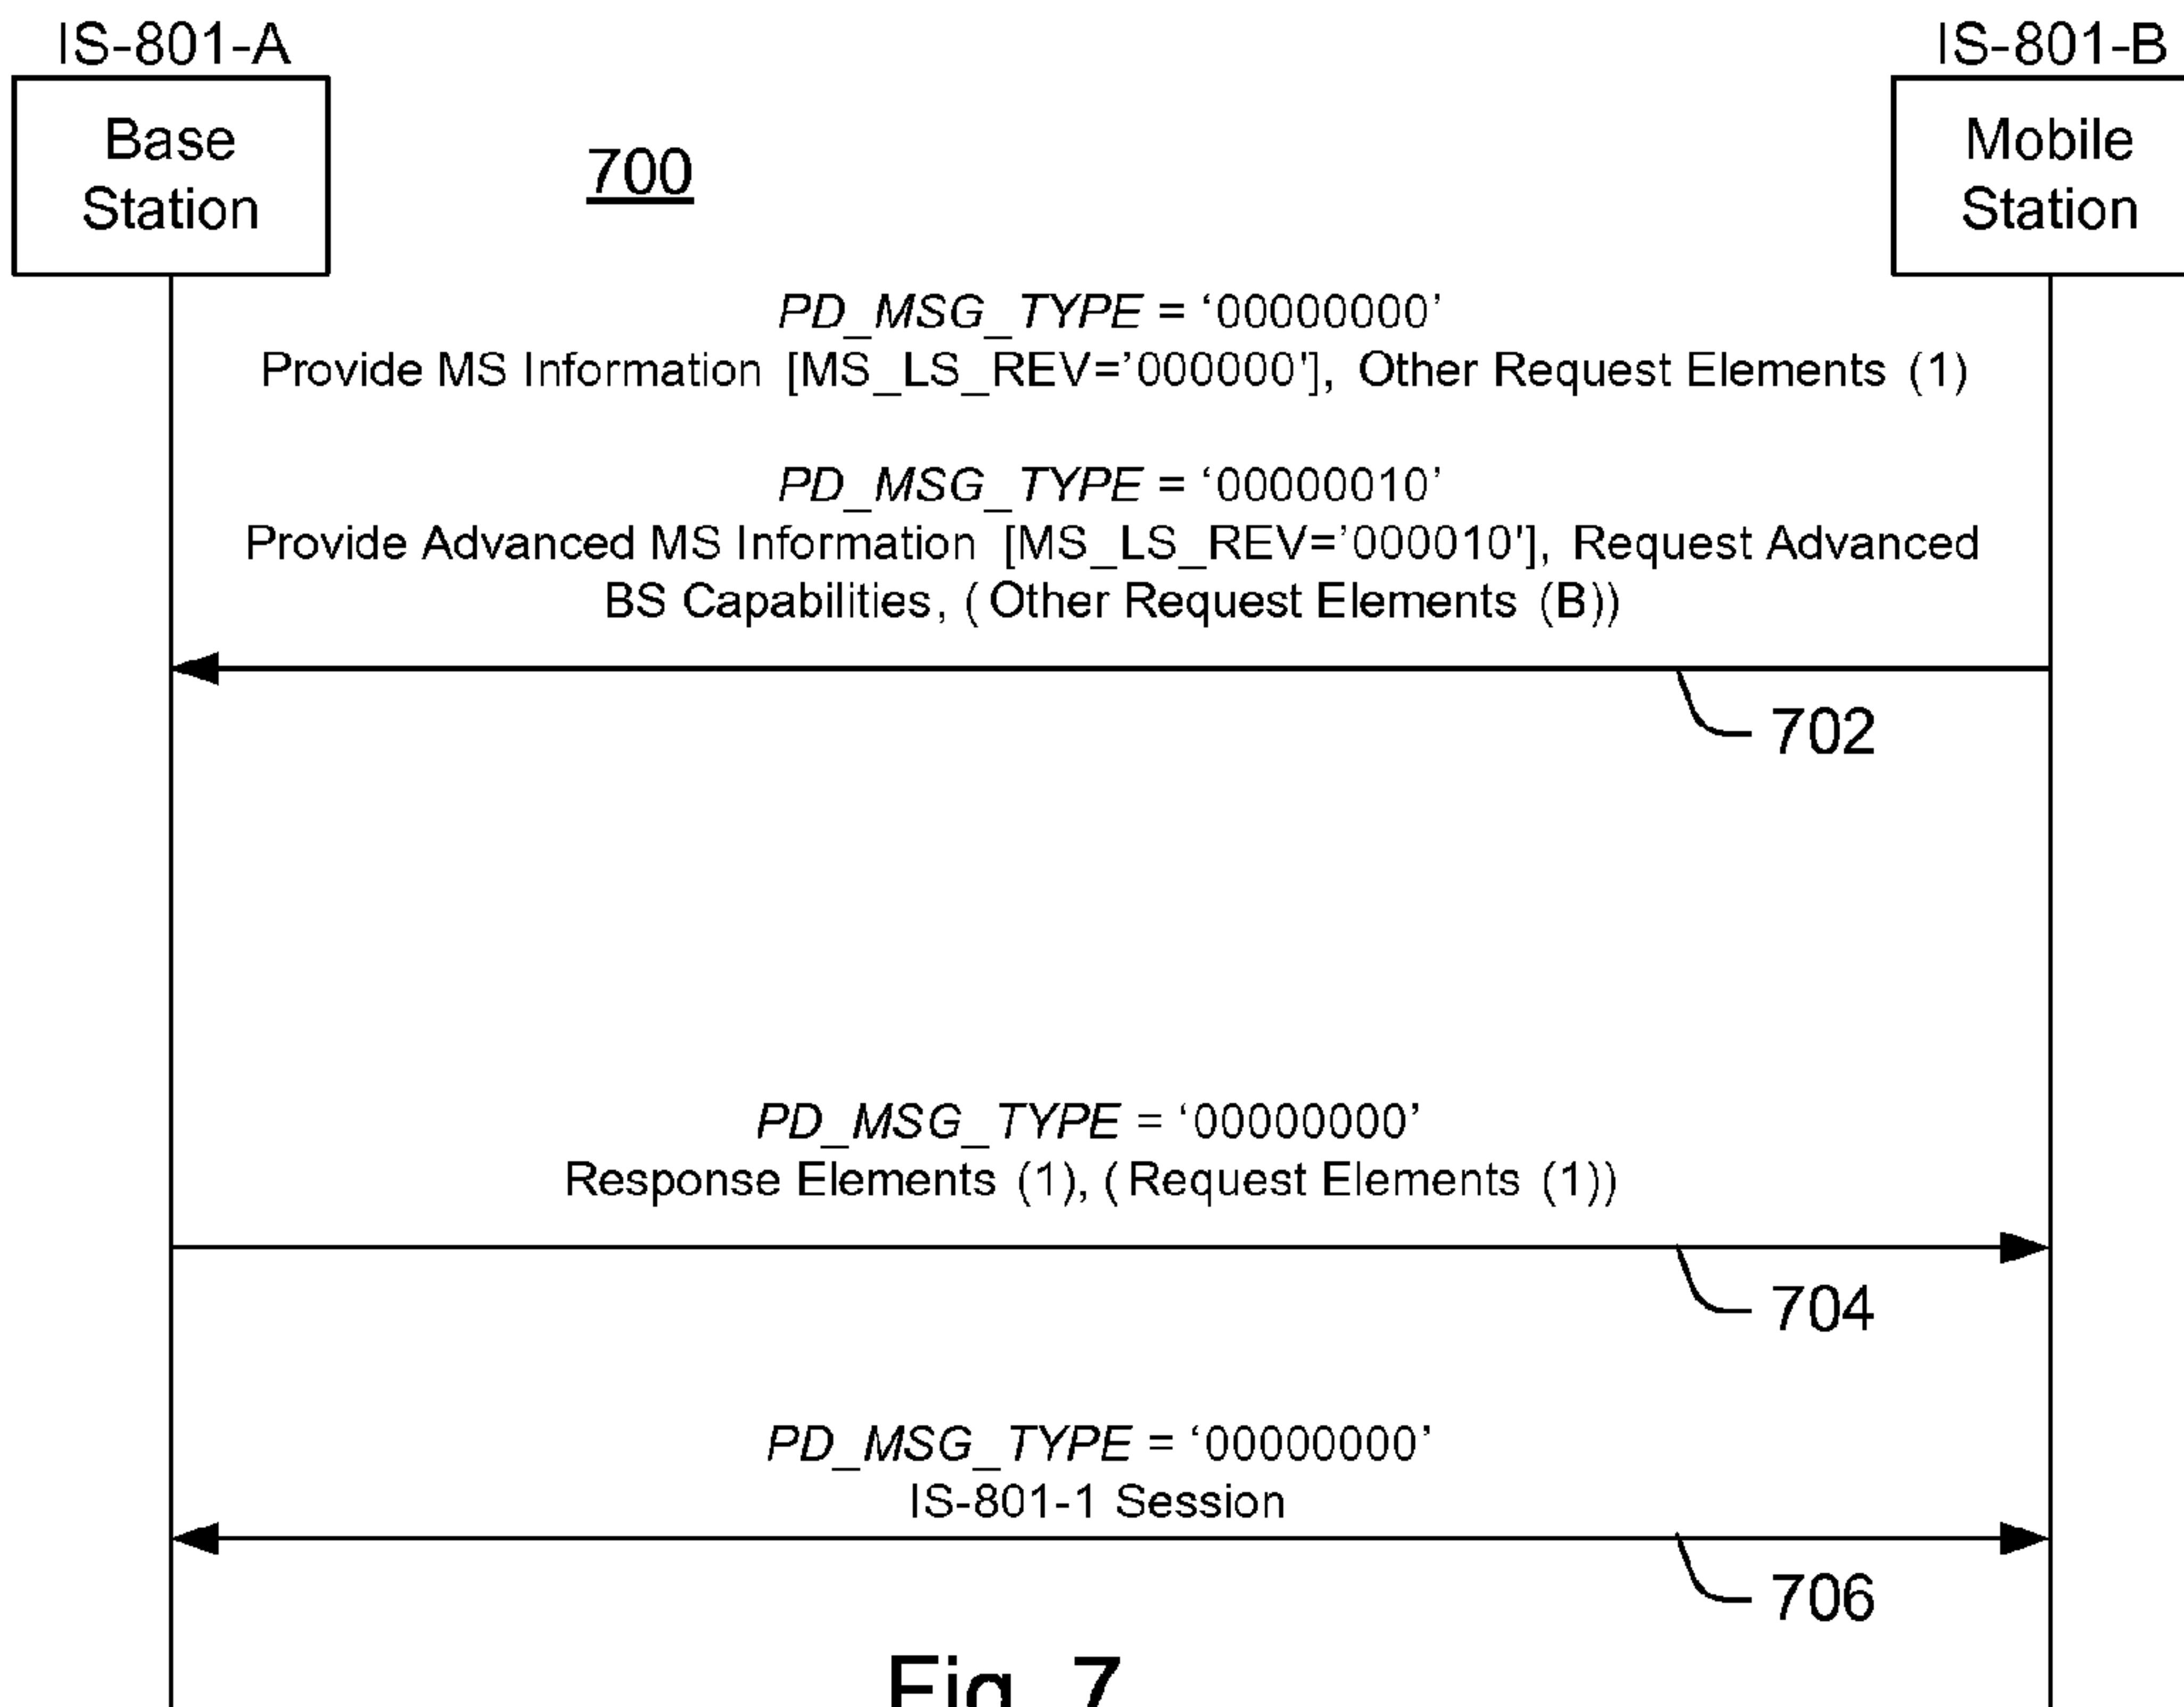 IS-801-A
IS-801-B
Base
Station
700
Mobile
Station
PD_MSG_TYPE = ‘00000000’
Provide MS Information [MS_LS_REV=’000000'], Other Request Elements (1)
PD_MSG_TYPE = ‘00000010’
Provide Advanced MS Information [MS_LS_REV=’000010'], Request Advanced
BS Capabilities, (Other Request Elements (B))
702
PD_MSG_TYPE = ‘00000000’
Response Elements (1), (Request Elements (1))
704
PD_MSG_TYPE = ‘00000000’
IS-801-1 Session
706
Fig. 7